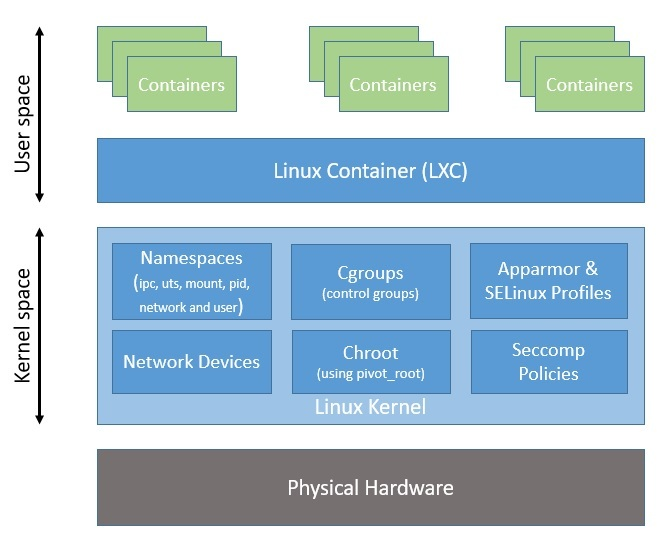 User space
Containers
Containers
Containers
Linux Container (LXC)
Kernel space
Namespaces
(ipc, uts, mount, pid,
network and user)
Cgroups
(control groups)
Apparmor &
SELinux Profiles
Network Devices
Chroot
(using pivot_root)
Seccomp
Policies
Linux Kernel
Physical Hardware